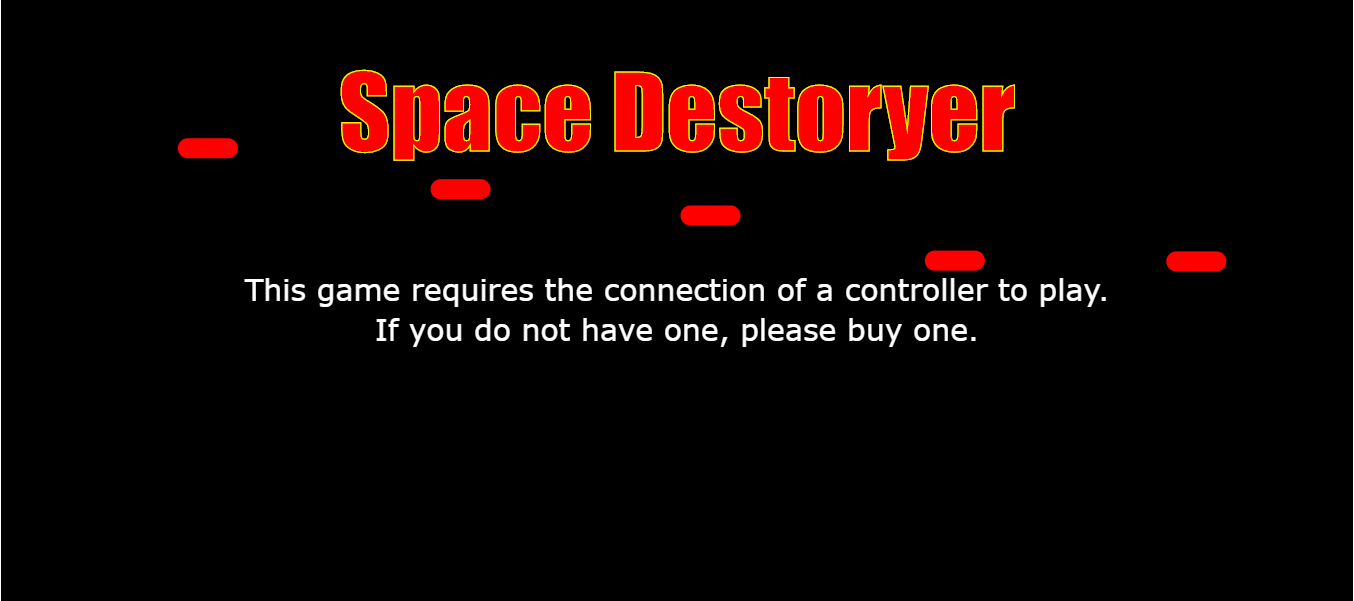 Space Destoryer
This game requires the connection of a controller to play.
If you do not have one, please buy one.